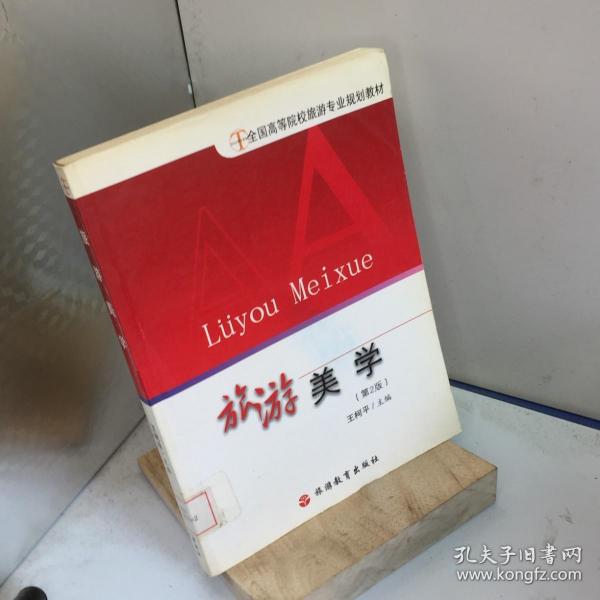 全国高等院校旅游专业规划教材
Lüyou Meixue
旅游美学
（第2版）
王柯平/主编
旅游教育出版社
孔夫子旧书网
www.kongfz.com